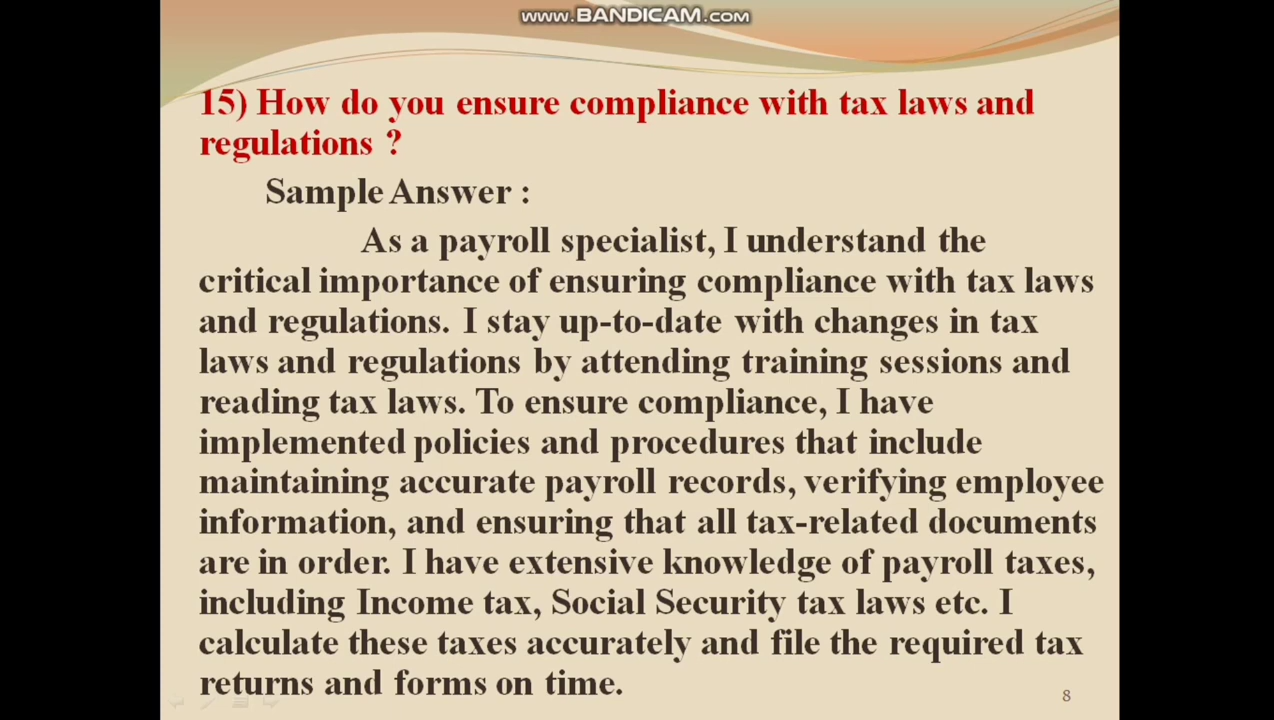 www.BANDICAM.com
15) How do you ensure compliance with tax laws and
regulations ?
Sample Answer :
As a payroll specialist, I understand the
critical importance of ensuring compliance with tax laws
and regulations. I stay up-to-date with changes in tax
laws and regulations by attending training sessions and
reading tax laws. To ensure compliance, I have
implemented policies and procedures that include
maintaining accurate payroll records, verifying employee
information, and ensuring that all tax-related documents
are in order. I have extensive knowledge of payroll taxes,
including Income tax, Social Security tax laws etc. I
calculate these taxes accurately and file the required tax
returns and forms on time.
8